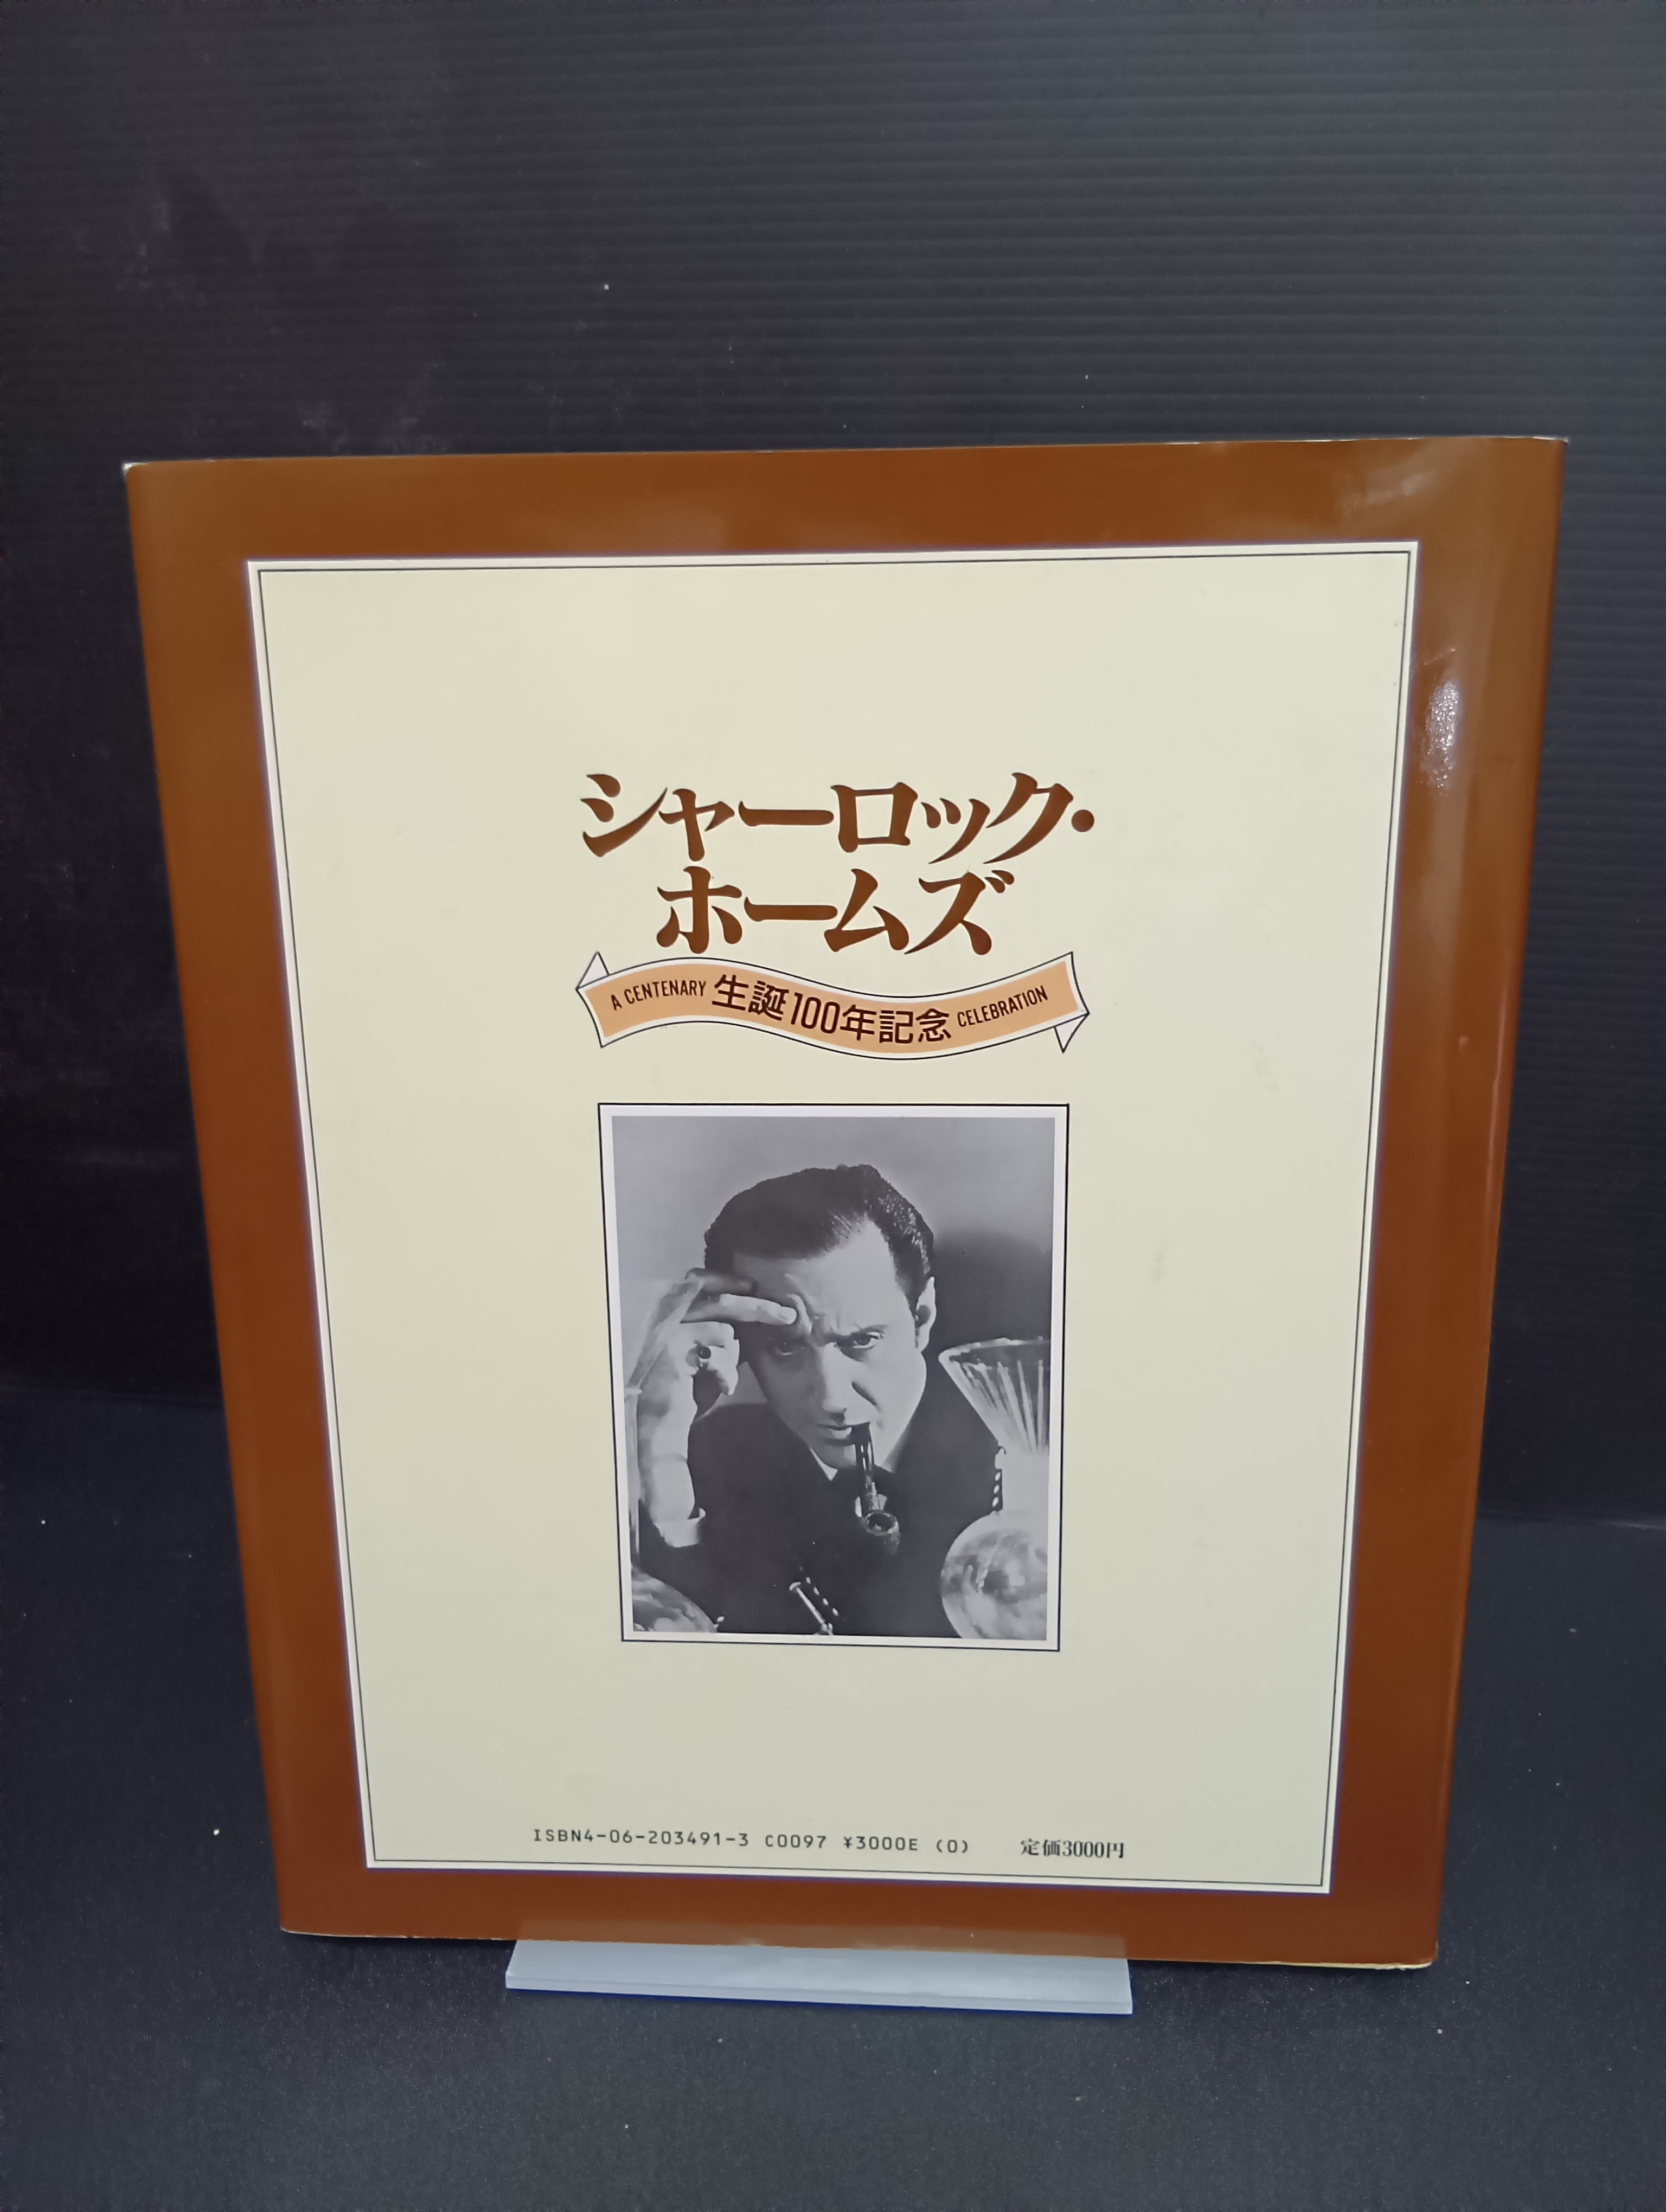 シャーロック・
ホームズ
A CENTENARY 生誕100年記念 CELEBRATION
ISBN4-06-203491-3 C0097 ¥3000E (0) 定価3000円